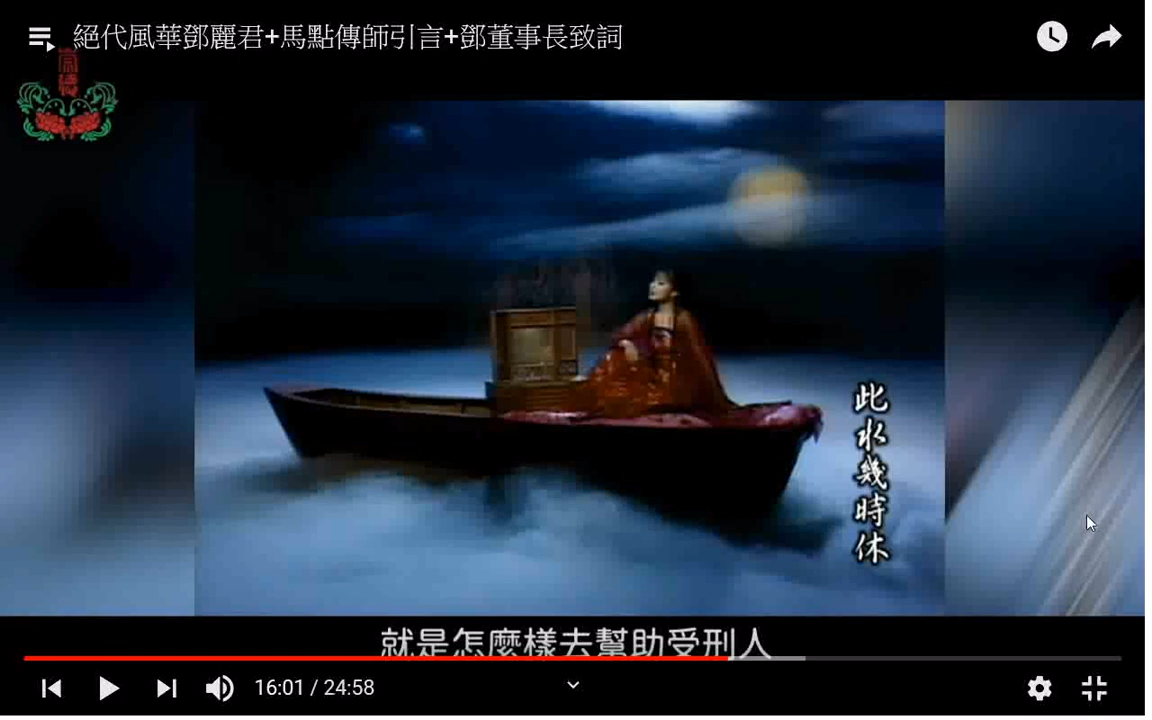 絕代風華鄧麗君+馬點傳師引言+鄧董事長致詞
崇德
此水幾時休
就是怎麼樣去幫助受刑人
16:01 / 24:58